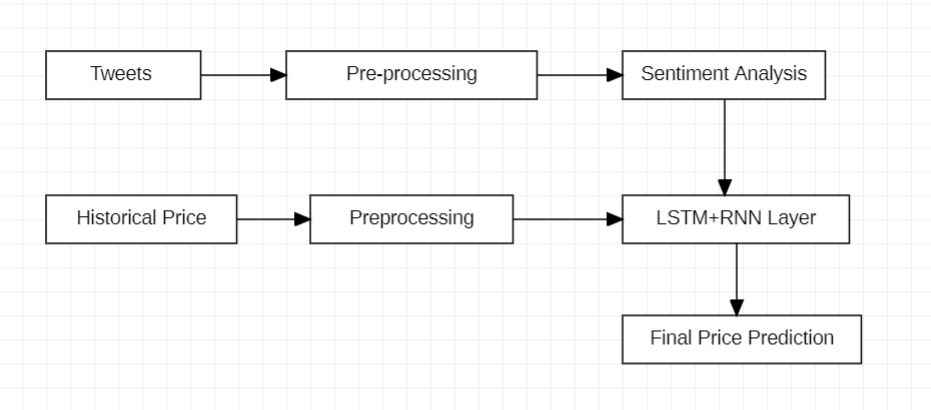 Tweets
Pre-processing
Sentiment Analysis
Historical Price
Preprocessing
LSTM+RNN Layer
Final Price Prediction